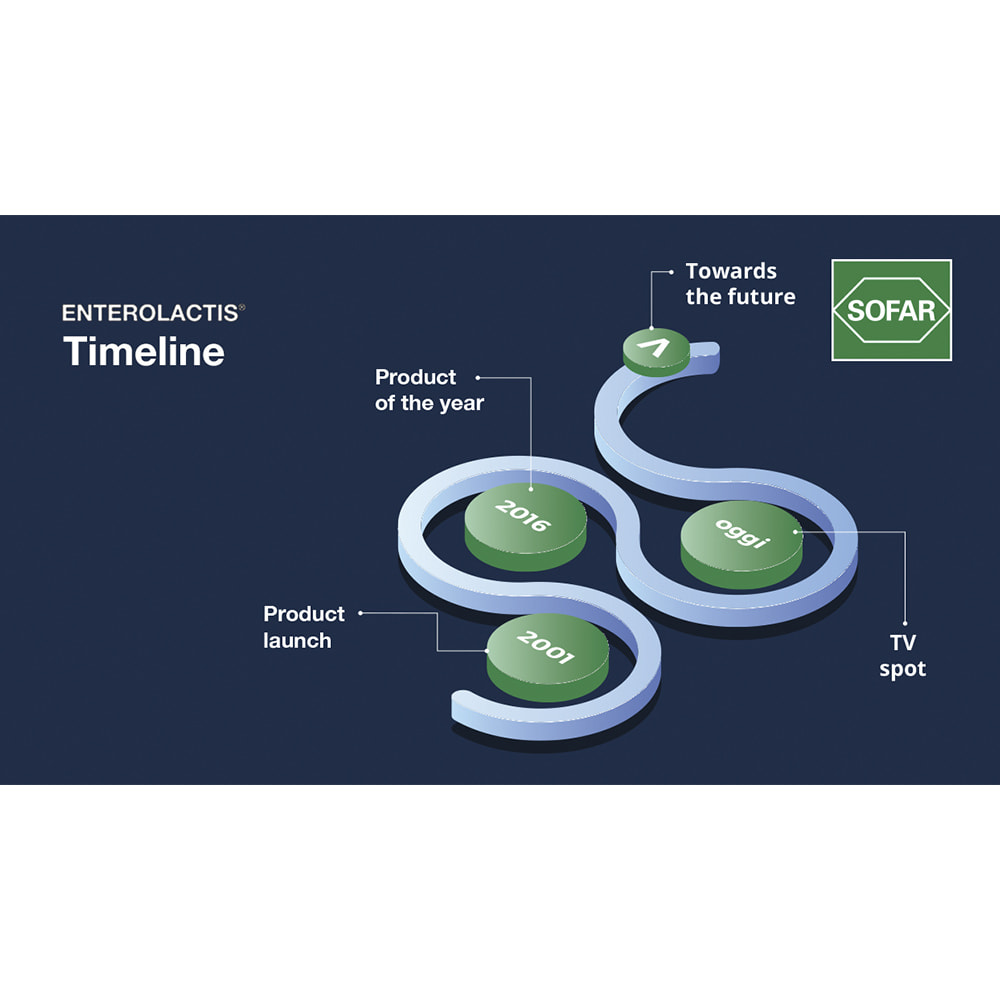 ENTEROLACTIS®
Timeline
Towards
the future
SOFAR
Product
of the year
2016
oggi
Product
launch
2001
TV
spot